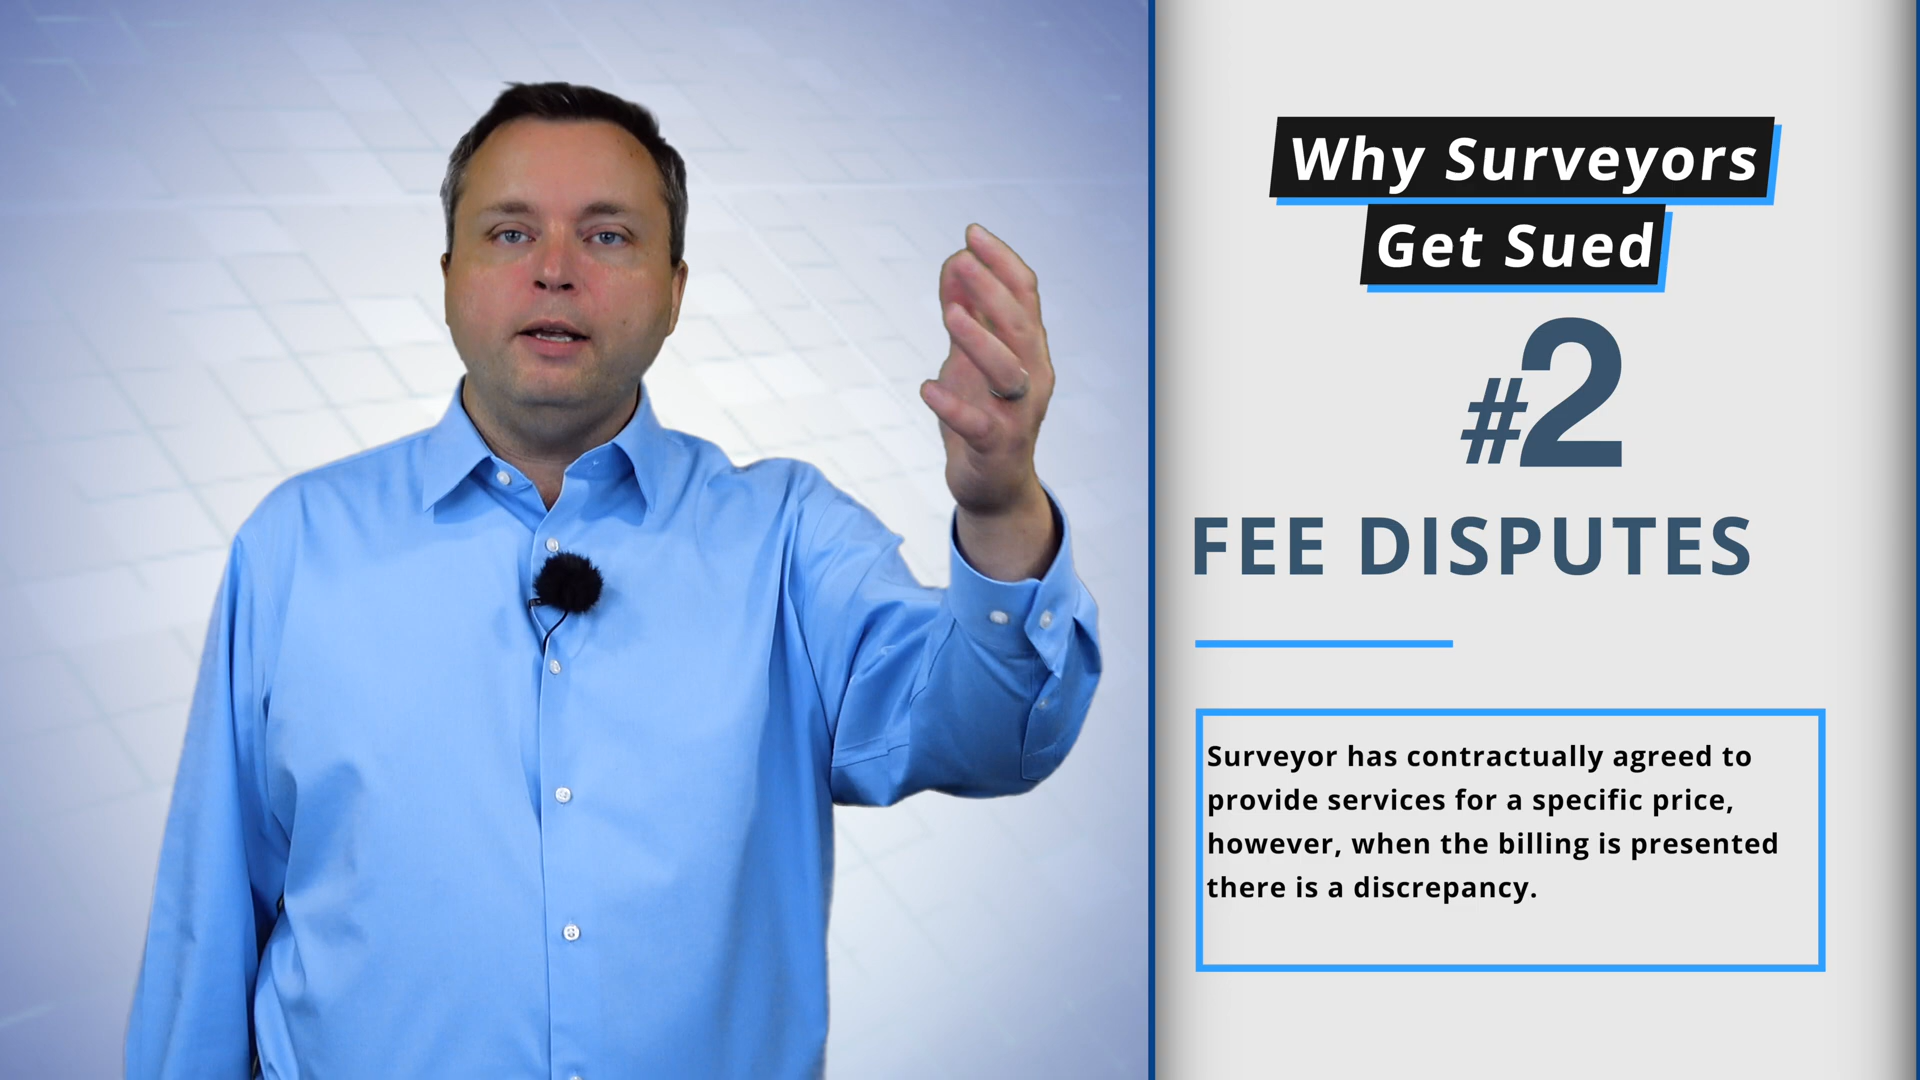 Why Surveyors
Get Sued
#2
FEE DISPUTES
Surveyor has contractually agreed to
provide services for a specific price,
however, when the billing is presented
there is a discrepancy.